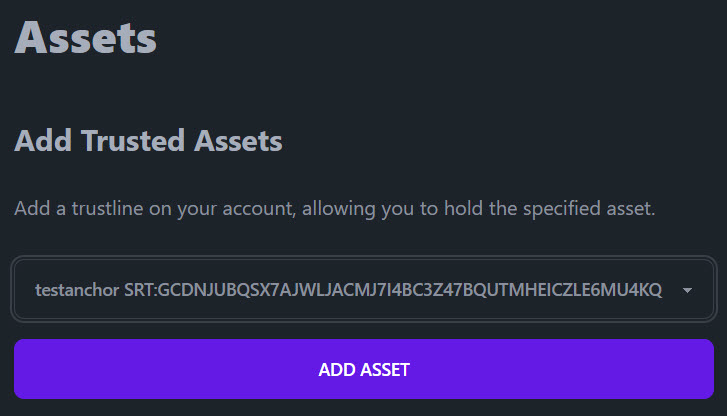 Assets
Add Trusted Assets
Add a trustline on your account, allowing you to hold the specified asset.
testanchor SRT:GCDNJUBQSX7AJWLJACMJ7I4BC3Z47BQUTMHEICZLE6MU4KQ
ADD ASSET